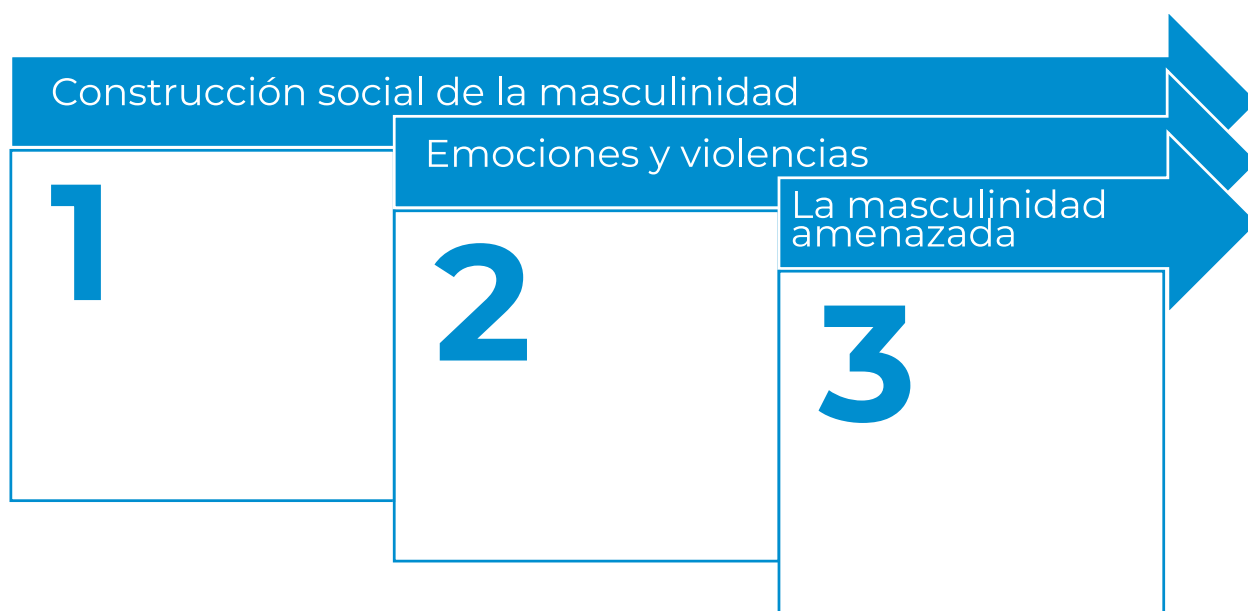 Construcción social de la masculinidad
1
Emociones y violencias
2
La masculinidad
amenazada
3